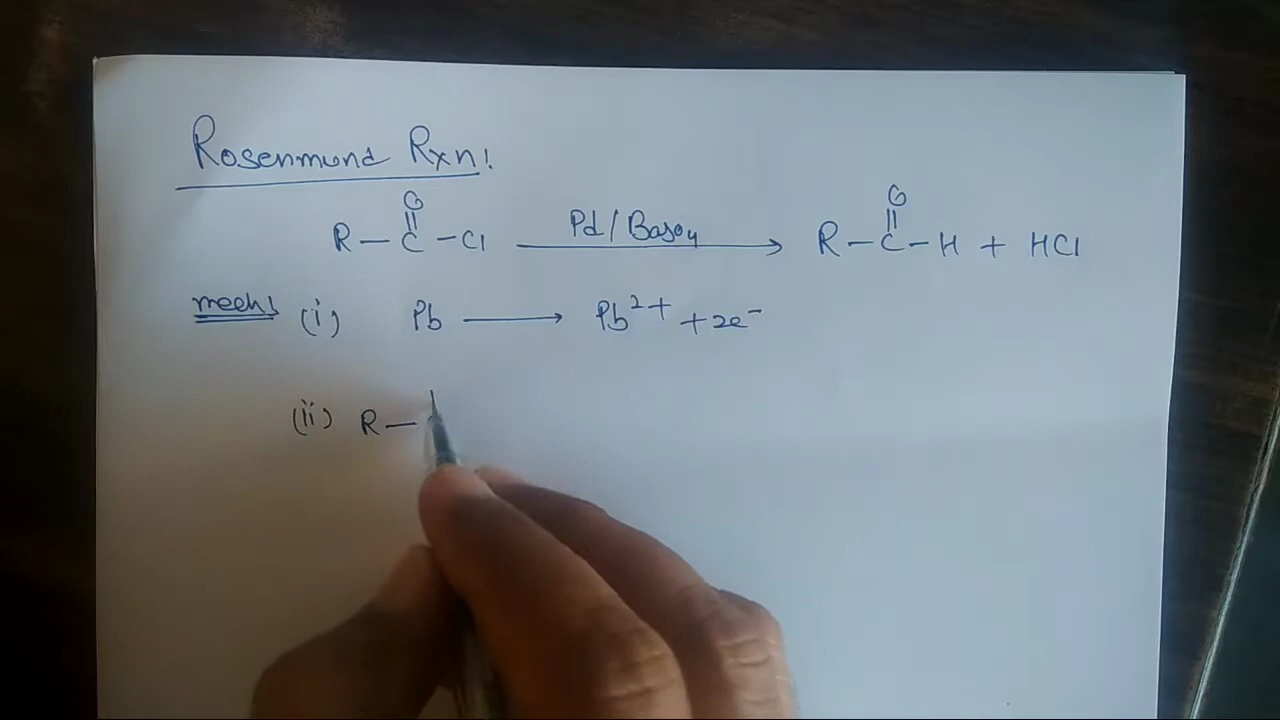 Rosenmund Rxn!
O O
R — C — Cl Pd/BaSO4 → R — C — H + HCl
mech! (i) Pb → Pb2+ + 2e-
(ii) R —